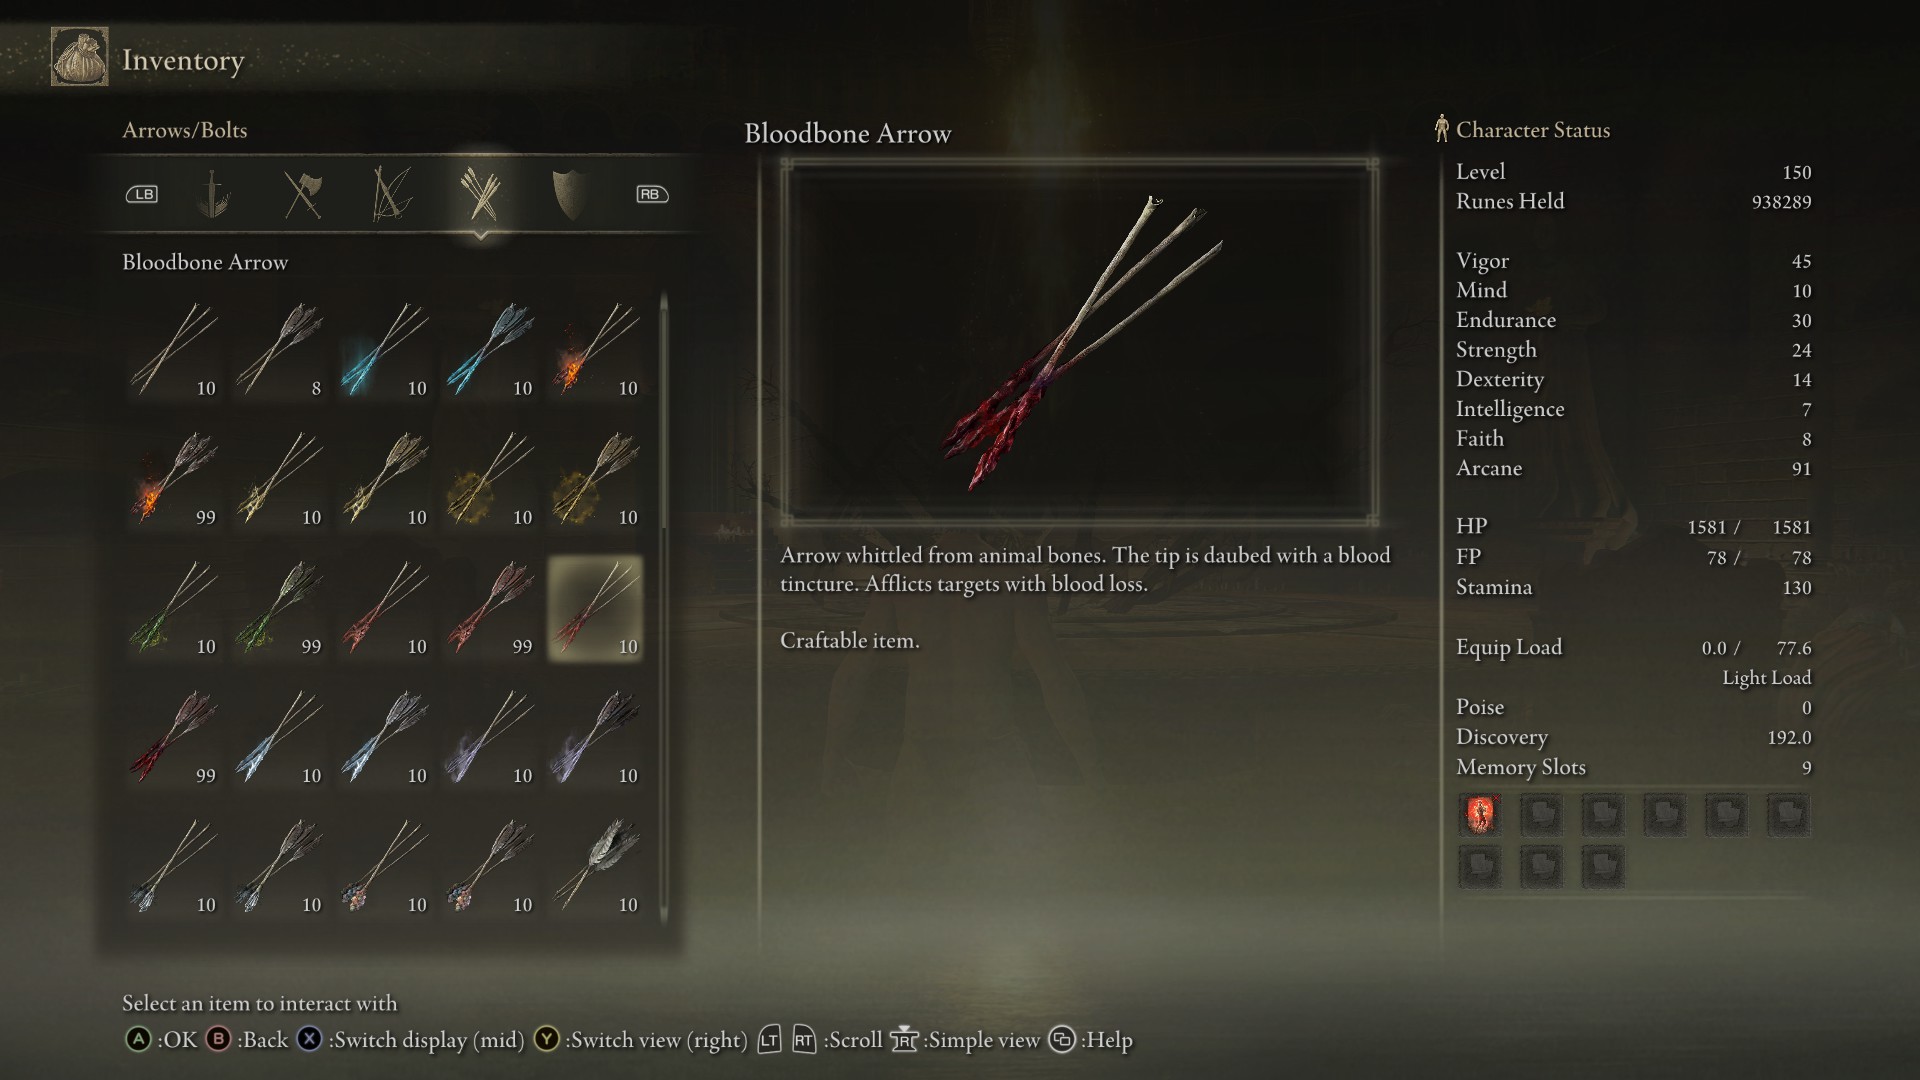 Inventory
Arrows/Bolts
LB
RB
Bloodbone Arrow
10 8 10 10 10
99 10 10 10 10
10 99 10 99 10
99 10 10 10 10
10 10 10 10 10
Bloodbone Arrow
Arrow whittled from animal bones. The tip is daubed with a blood
tincture. Afflicts targets with blood loss.
Craftable item.
Character Status
Level 150
Runes Held 938289
Vigor 45
Mind 10
Endurance 30
Strength 24
Dexterity 14
Intelligence 7
Faith 8
Arcane 91
HP 1581 / 1581
FP 78 / 78
Stamina 130
Equip Load 0.0 / 77.6
Light Load
Poise 0
Discovery 192.0
Memory Slots 9
Select an item to interact with
A :OK B :Back X :Switch display (mid) Y :Switch view (right) LT RT :Scroll R :Simple view :Help